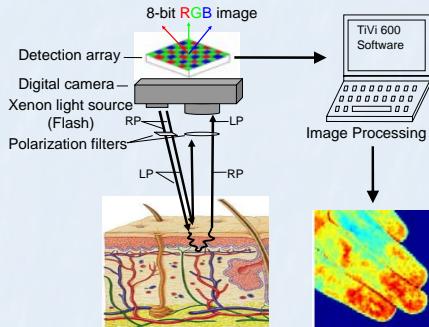 8-bit RGB image
Detection array
Digital camera
Xenon light source
(Flash)
Polarization filters
RP
LP
LP
RP
TiVi 600
Software
Image Processing